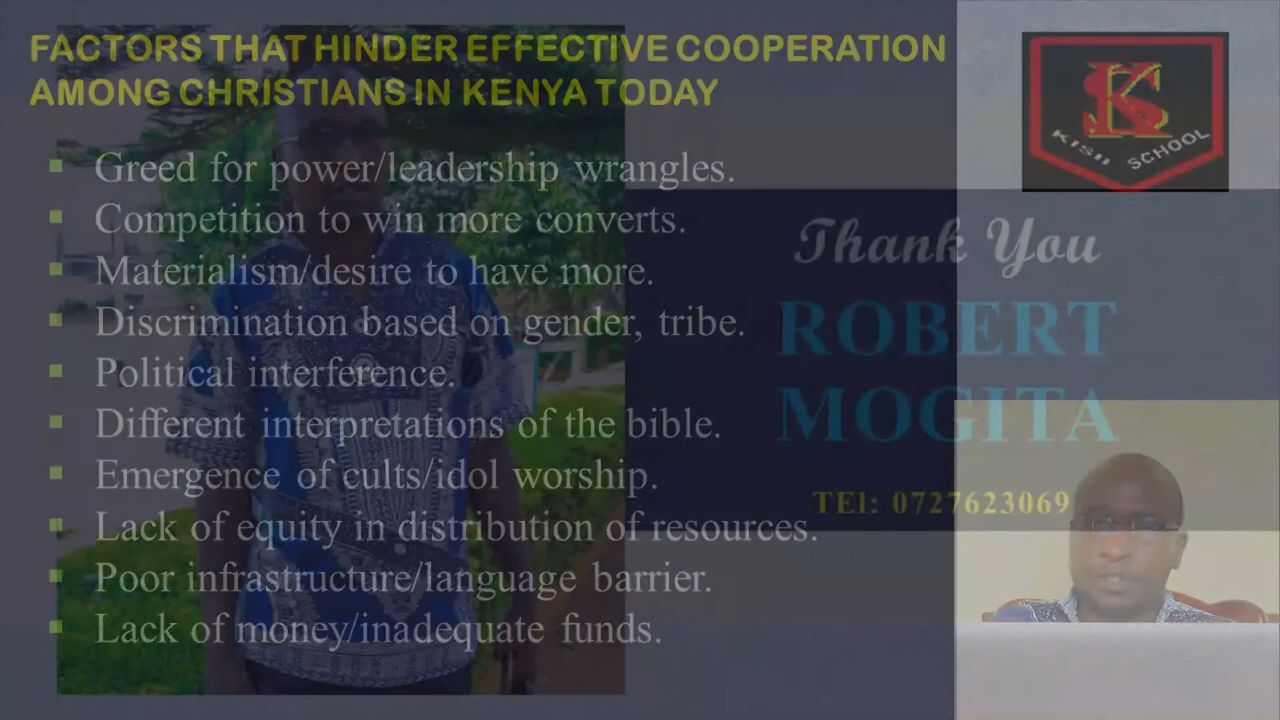 FACTORS THAT HINDER EFFECTIVE COOPERATION
AMONG CHRISTIANS IN KENYA TODAY
▪ Greed for power/leadership wrangles.
▪ Competition to win more converts.
▪ Materialism/desire to have more.
▪ Discrimination based on gender, tribe.
▪ Political interference.
▪ Different interpretations of the bible.
▪ Emergence of cults/idol worship.
▪ Lack of equity in distribution of resources.
▪ Poor infrastructure/language barrier.
▪ Lack of money/inadequate funds.
KS
KISII SCHOOL
Thank You
ROBERT
MOGITA
TEl: 0727623069